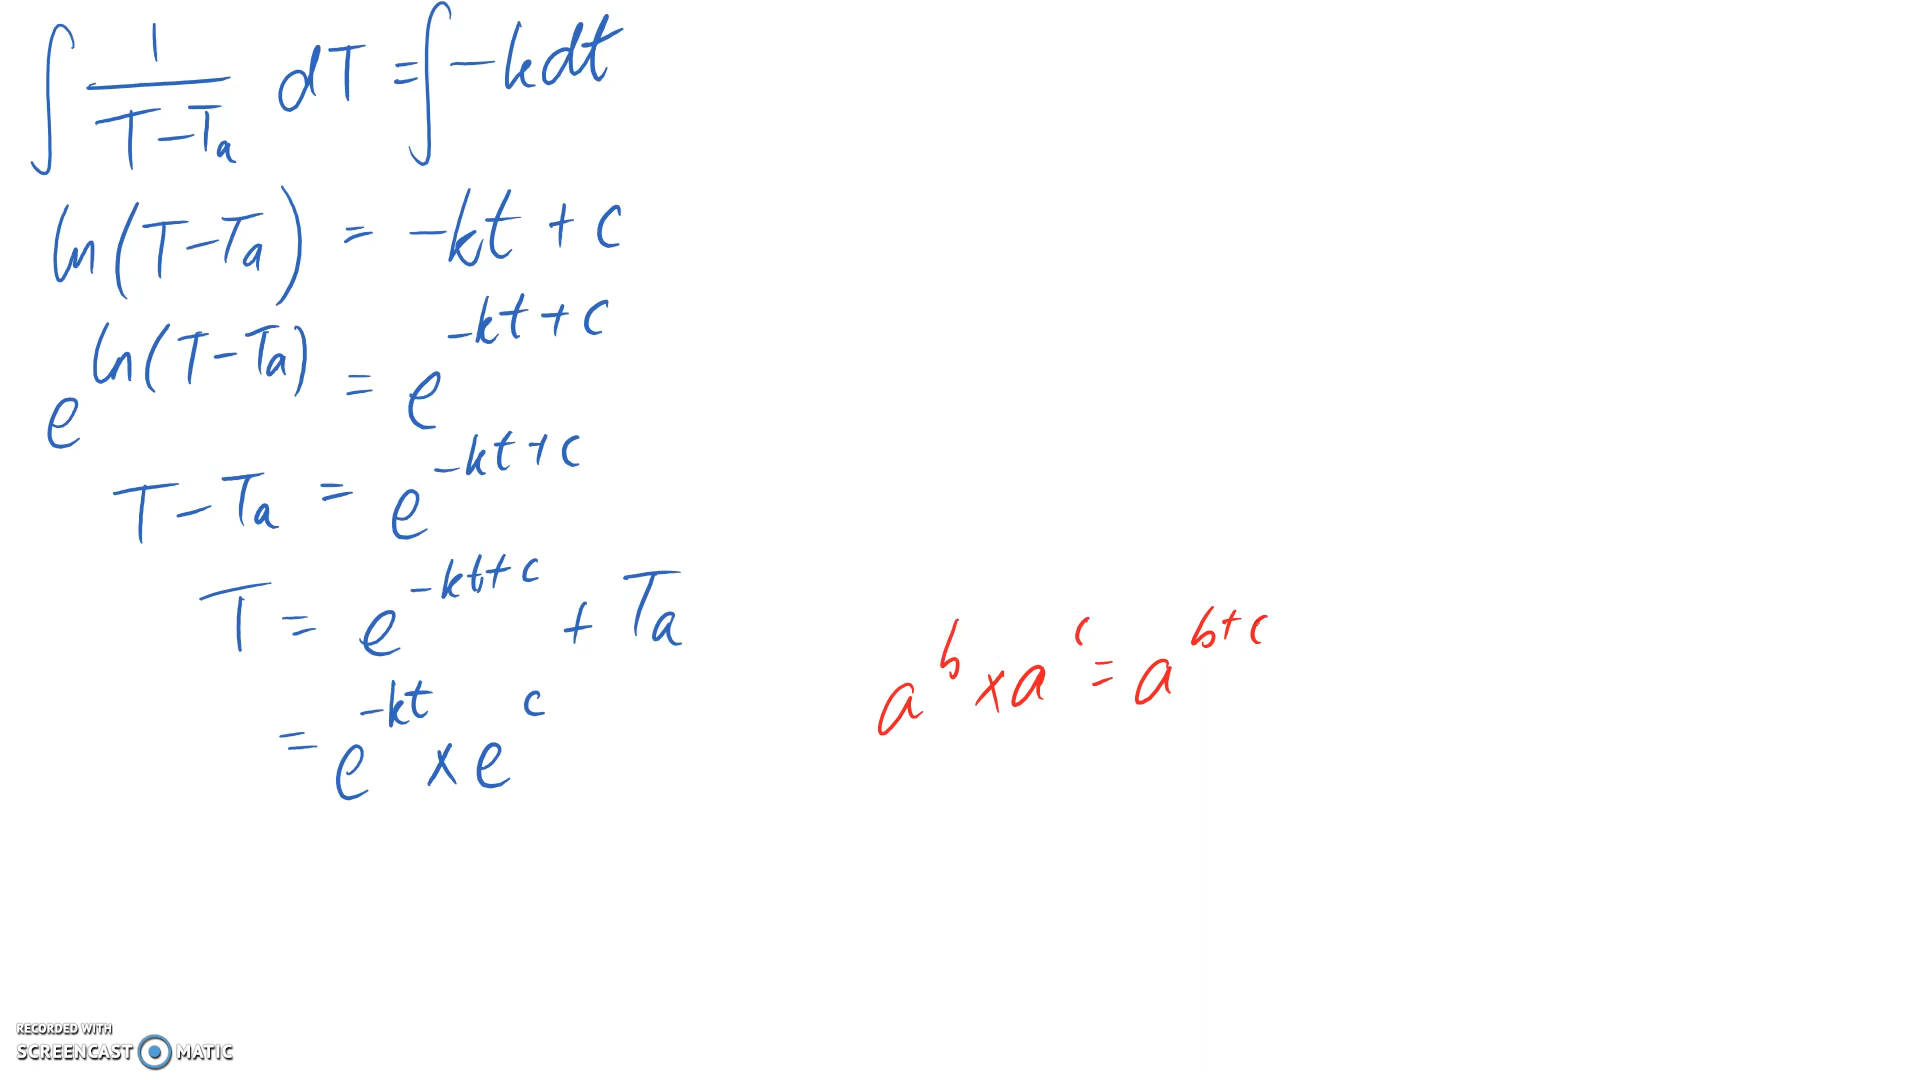 ∫ 1/(T-Ta) dT = ∫ -k dt
ln(T-Ta) = -kt + c
e^(ln(T-Ta)) = e^(-kt+c)
T-Ta = e^(-kt+c)
T = e^(-kt+c) + Ta
= e^(-kt) × e^c
a^b × a^c = a^(b+c)
RECORDED WITH
SCREENCAST MATIC